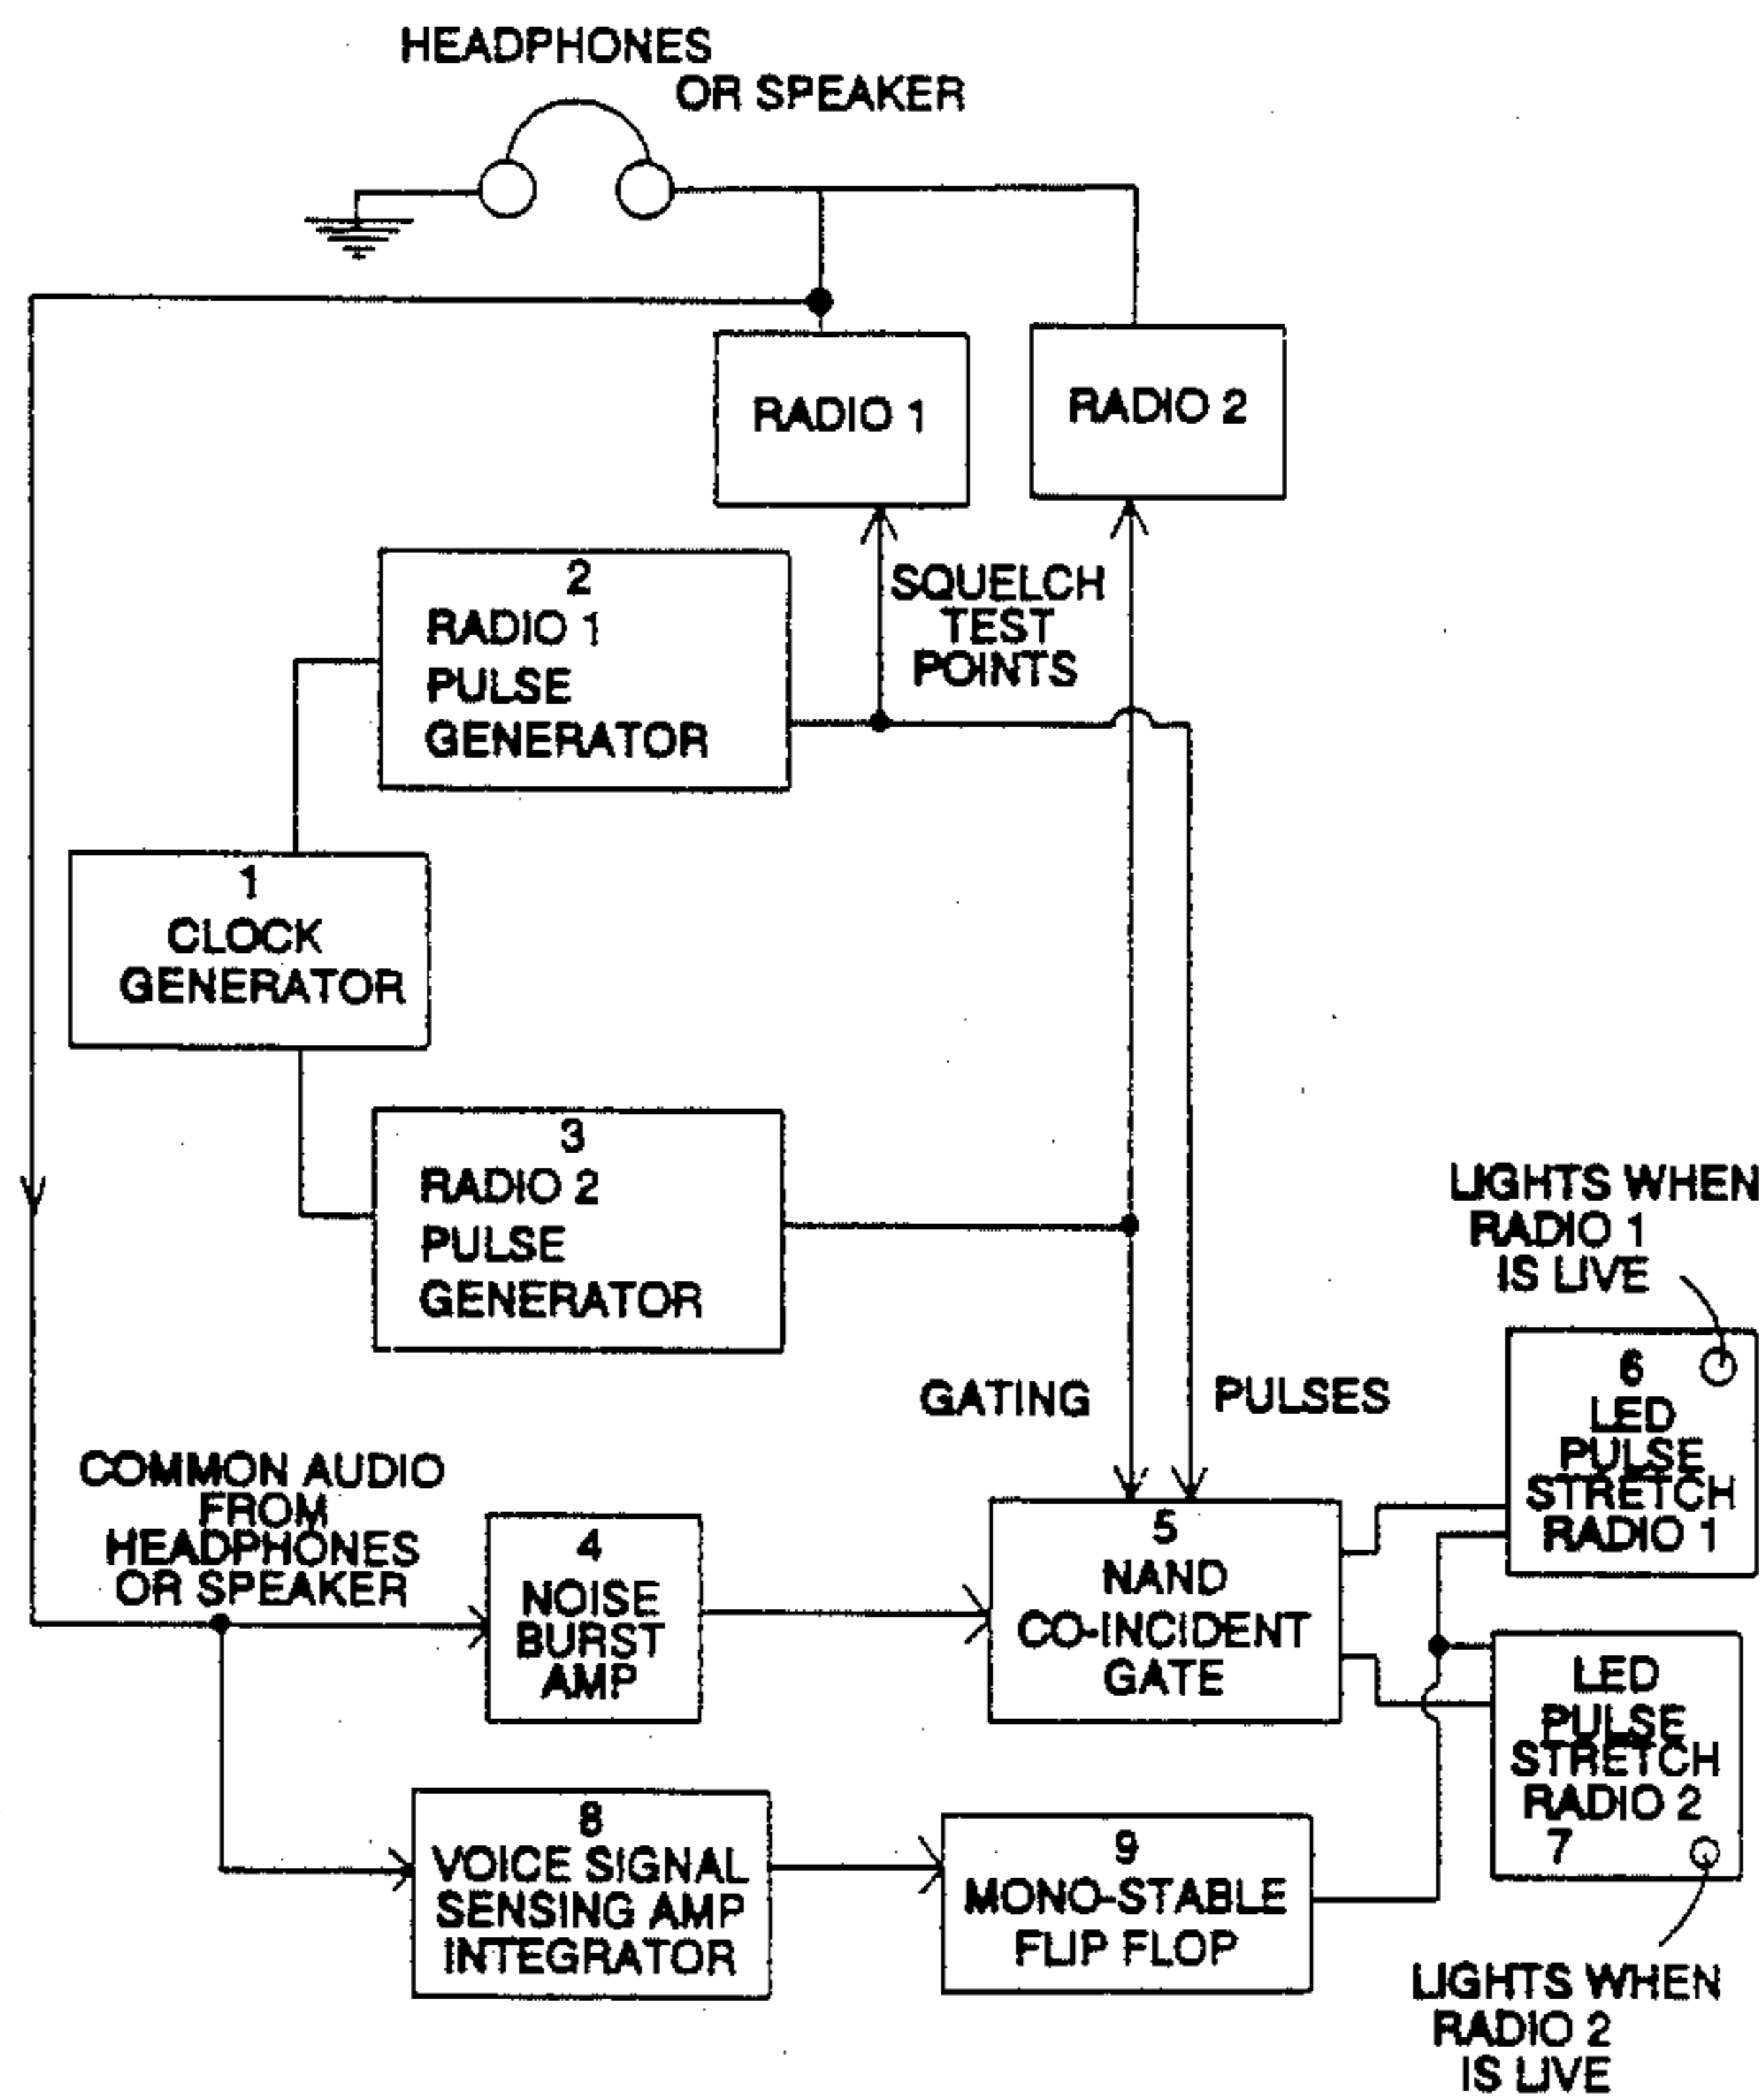 HEADPHONES
OR SPEAKER
RADIO 1
RADIO 2
2
RADIO 1
PULSE
GENERATOR
SQUELCH
TEST
POINTS
1
CLOCK
GENERATOR
3
RADIO 2
PULSE
GENERATOR
LIGHTS WHEN
RADIO 1
IS LIVE
GATING
PULSES
6
LED
PULSE
STRETCH
RADIO 1
COMMON AUDIO
FROM
HEADPHONES
OR SPEAKER
4
NOISE
BURST
AMP
5
NAND
CO-INCIDENT
GATE
LED
PULSE
STRETCH
RADIO 2
7
8
VOICE SIGNAL
SENSING AMP
INTEGRATOR
9
MONO-STABLE
FLIP FLOP
LIGHTS WHEN
RADIO 2
IS LIVE